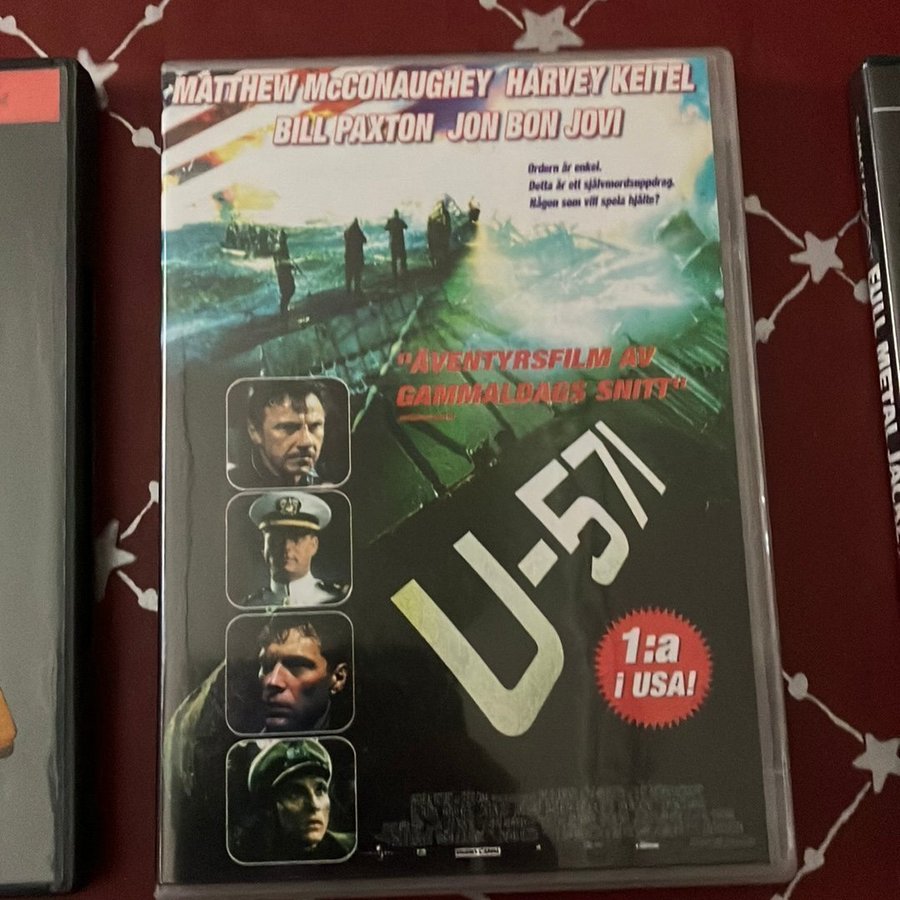 MATTHEW McCONAUGHEY HARVEY KEITEL
BILL PAXTON JON BON JOVI
Ordern är enkel.
Detta är ett självmordsuppdrag.
Någon som vill spela hjälte?
"ÄVENTYRSFILM AV
GAMMALDAGS SNITT"
U-571
1:a
i USA!
FULL METAL JACKET